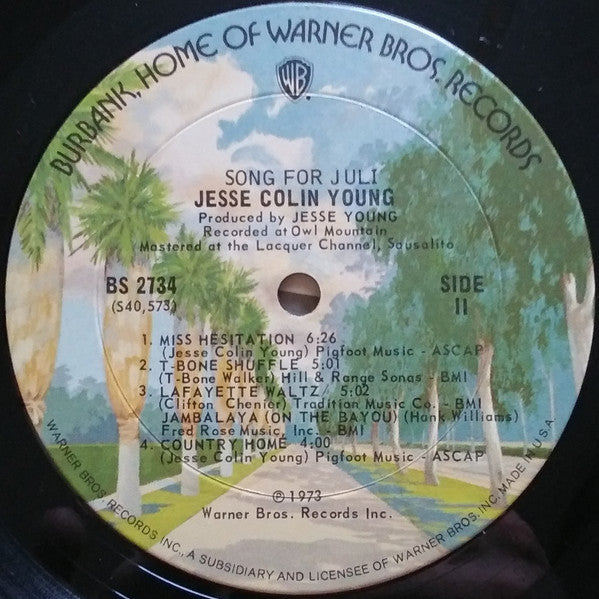 BURBANK, HOME OF WARNER BROS. RECORDS
WB
SONG FOR JULI
JESSE COLIN YOUNG
Produced by JESSE YOUNG
Recorded at Owl Mountain
Mastered at the Lacquer Channel, Sausalito
BS 2734
(S40,573)
SIDE
II
1. MISS HESITATION 6:26
(Jesse Colin Young) Pigfoot Music - ASCAP
2. T-BONE SHUFFLE 5:01
(T-Bone Walker) Hill & Range Songs - BMI
3. LAFAYETTE WALTZ/ 5:02
(Clifton Chenier) Tradition Music Co. - BMI
JAMBALAYA (ON THE BAYOU) (Hank Williams)
Fred Rose Music, Inc. - BMI
4. COUNTRY HOME 4:00
(Jesse Colin Young) Pigfoot Music - ASCAP
℗ 1973
Warner Bros. Records Inc.
WARNER BROS. RECORDS INC., A SUBSIDIARY AND LICENSEE OF WARNER BROS. INC. MADE IN U.S.A.